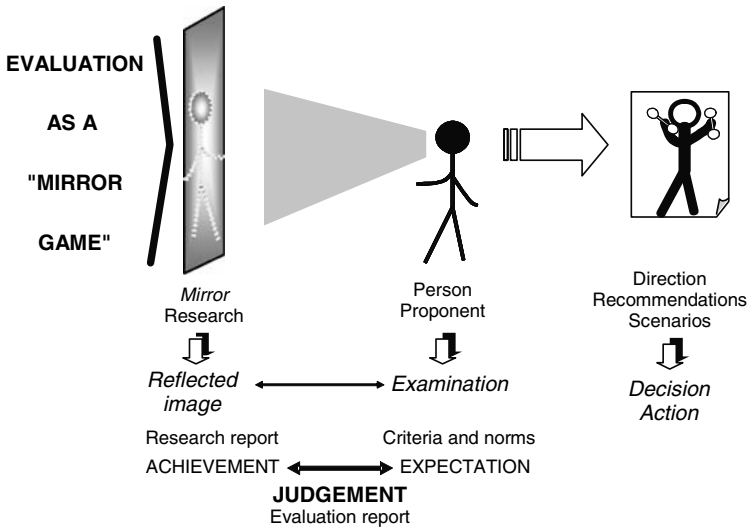 EVALUATION
AS A
"MIRROR
GAME"
Mirror
Research
Person
Proponent
Direction
Recommendations
Scenarios
Reflected
image
Examination
Decision
Action
Research report
Criteria and norms
ACHIEVEMENT
EXPECTATION
JUDGEMENT
Evaluation report